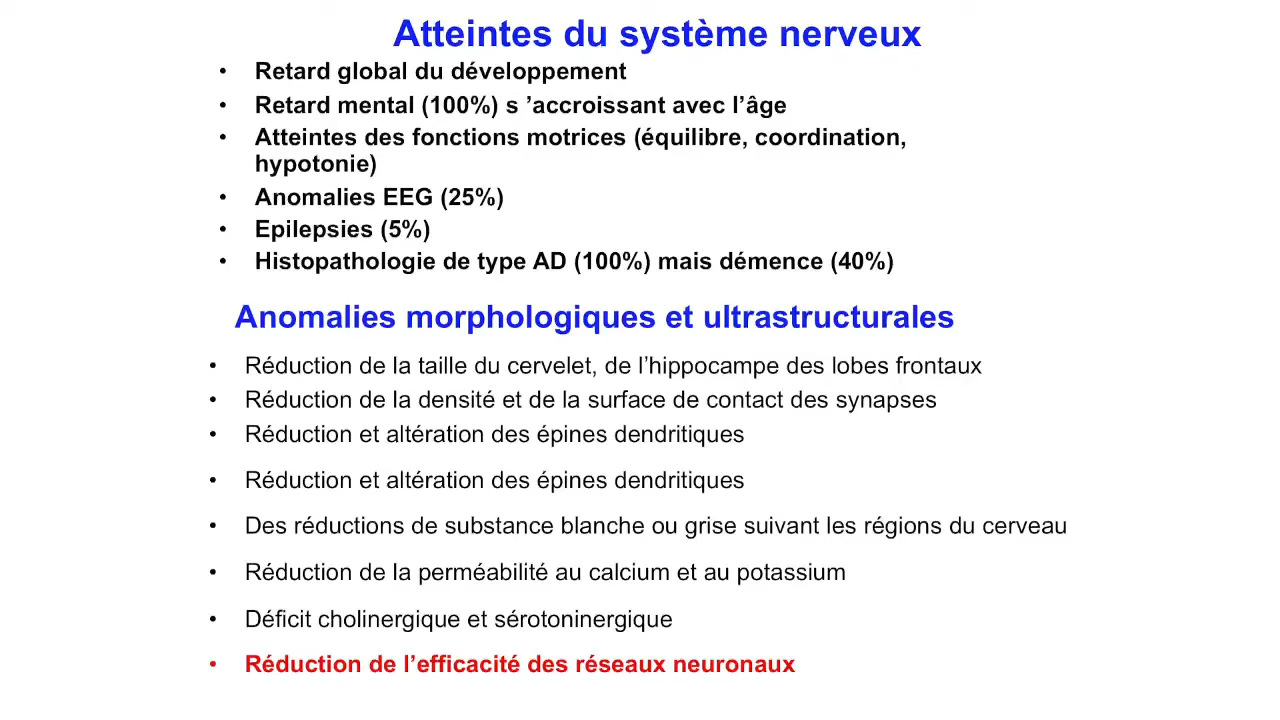 Atteintes du système nerveux
• Retard global du développement
• Retard mental (100%) s ’accroissant avec l’âge
• Atteintes des fonctions motrices (équilibre, coordination,
hypotonie)
• Anomalies EEG (25%)
• Epilepsies (5%)
• Histopathologie de type AD (100%) mais démence (40%)
Anomalies morphologiques et ultrastructurales
• Réduction de la taille du cervelet, de l’hippocampe des lobes frontaux
• Réduction de la densité et de la surface de contact des synapses
• Réduction et altération des épines dendritiques
• Réduction et altération des épines dendritiques
• Des réductions de substance blanche ou grise suivant les régions du cerveau
• Réduction de la perméabilité au calcium et au potassium
• Déficit cholinergique et sérotoninergique
• Réduction de l’efficacité des réseaux neuronaux